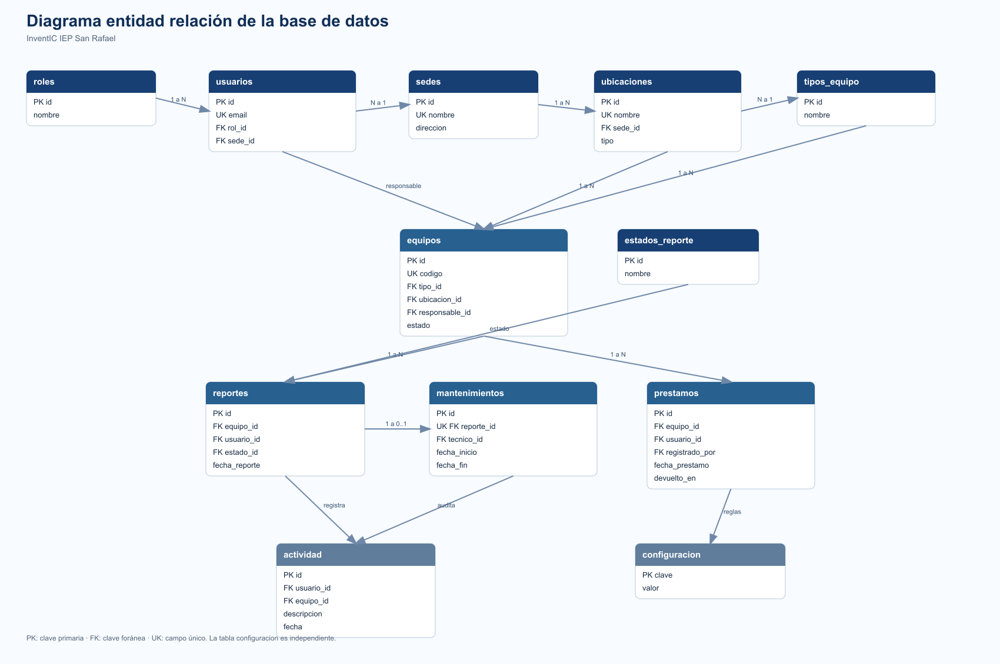 Diagrama entidad relación de la base de datos
InventIC IEP San Rafael
roles
PK id
nombre
1 a N
usuarios
PK id
UK email
FK rol_id
FK sede_id
N a 1
sedes
PK id
UK nombre
direccion
1 a N
ubicaciones
PK id
UK nombre
FK sede_id
tipo
N a 1
tipos_equipo
PK id
nombre
responsable
1 a N
1 a N
equipos
PK id
UK codigo
FK tipo_id
FK ubicacion_id
FK responsable_id
estado
estados_reporte
PK id
nombre
estado
1 a N
1 a N
reportes
PK id
FK equipo_id
FK usuario_id
FK estado_id
fecha_reporte
1 a 0..1
mantenimientos
PK id
UK FK reporte_id
FK tecnico_id
fecha_inicio
fecha_fin
prestamos
PK id
FK equipo_id
FK usuario_id
FK registrado_por
fecha_prestamo
devuelto_en
registra
audita
reglas
actividad
PK id
FK usuario_id
FK equipo_id
descripcion
fecha
configuracion
PK clave
valor
PK: clave primaria · FK: clave foránea · UK: campo único. La tabla configuracion es independiente.